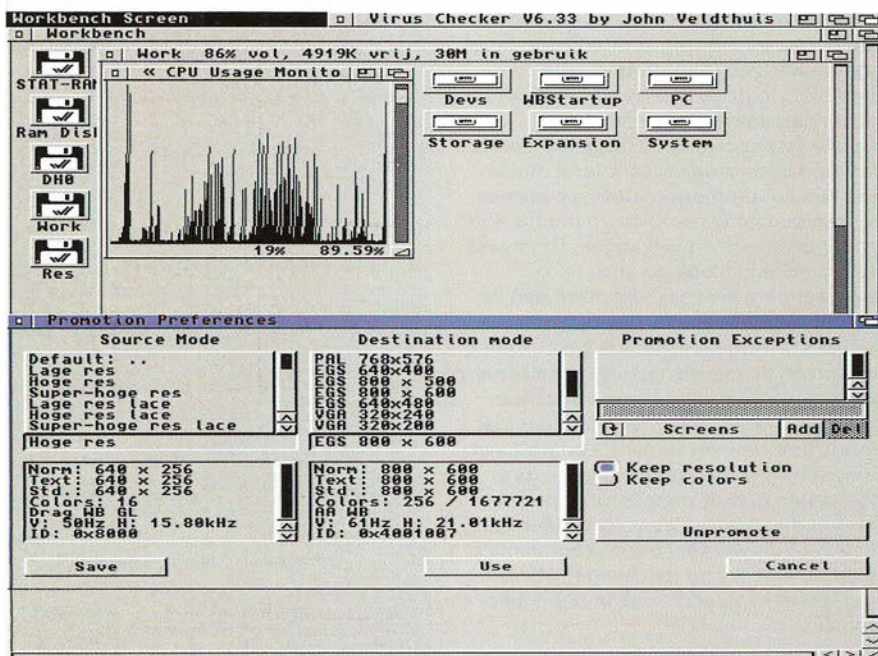 Workbench Screen
Virus Checker V6.33 by John Veldthuis
Workbench
Work 86% vol, 4919K vrij, 30M in gebruik
« CPU Usage Monito
STAT-RAM
Ram Disk
DH0
Work
Res
19% 89.59%
Devs WBStartup PC
Storage Expansion System
Promotion Preferences
Source Mode
Default: ..
Lage res
Hoge res
Super-hoge res
Lage res lace
Hoge res lace
Super-hoge res lace
Hoge res
Norm: 640 x 256
Text: 640 x 256
Std.: 640 x 256
Colors: 16
Drag WB GL
V: 50Hz H: 15.80kHz
ID: 0x8000
Destination mode
PAL 768x576
EGS 640x400
EGS 800 x 500
EGS 800 x 600
EGS 640x480
VGA 320x240
VGA 320x200
EGS 800 x 600
Norm: 800 x 600
Text: 800 x 600
Std.: 800 x 600
Colors: 256 / 1677721
AA WB
V: 61Hz H: 21.01kHz
ID: 0x4001007
Promotion Exceptions
Screens Add Del
Keep resolution
Keep colors
Unpromote
Save Use Cancel